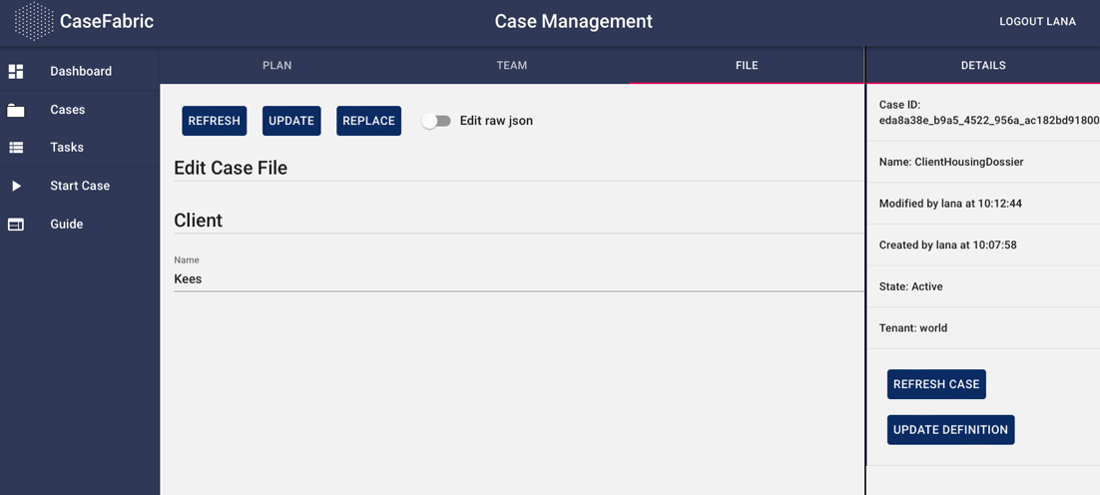 CaseFabric
Case Management
LOGOUT LANA
Dashboard
Cases
Tasks
Start Case
Guide
PLAN
TEAM
FILE
DETAILS
REFRESH
UPDATE
REPLACE
Edit raw json
Edit Case File
Client
Name
Kees
Case ID:
eda8a38e_b9a5_4522_956a_ac182bd91800
Name: ClientHousingDossier
Modified by lana at 10:12:44
Created by lana at 10:07:58
State: Active
Tenant: world
REFRESH CASE
UPDATE DEFINITION